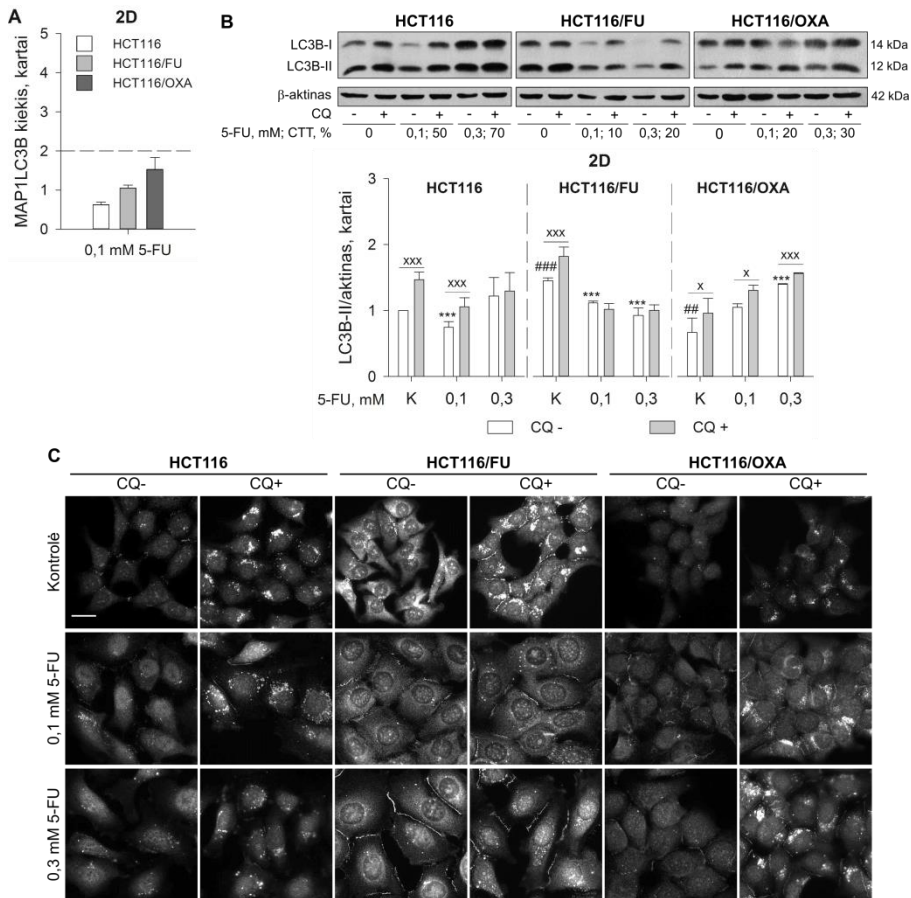 A
2D
MAP1LC3B kiekis, kartai
5
4
3
2
1
0
HCT116
HCT116/FU
HCT116/OXA
0,1 mM 5-FU
B
HCT116 HCT116/FU HCT116/OXA
LC3B-I 14 kDa
LC3B-II 12 kDa
β-aktinas 42 kDa
CQ - + - + - + - + - + - + - + - + - +
5-FU, mM; CTT, % 0 0,1; 50 0,3; 70 0 0,1; 10 0,3; 20 0 0,1; 20 0,3; 30
2D
HCT116 HCT116/FU HCT116/OXA
LC3B-II/aktinas, kartai
3
2
1
0
xxx xxx *** ### xxx *** *** ## x x *** xxx
5-FU, mM K 0,1 0,3 K 0,1 0,3 K 0,1 0,3
CQ - CQ +
C
HCT116 HCT116/FU HCT116/OXA
CQ- CQ+ CQ- CQ+ CQ- CQ+
Kontrolė
0,1 mM 5-FU
0,3 mM 5-FU